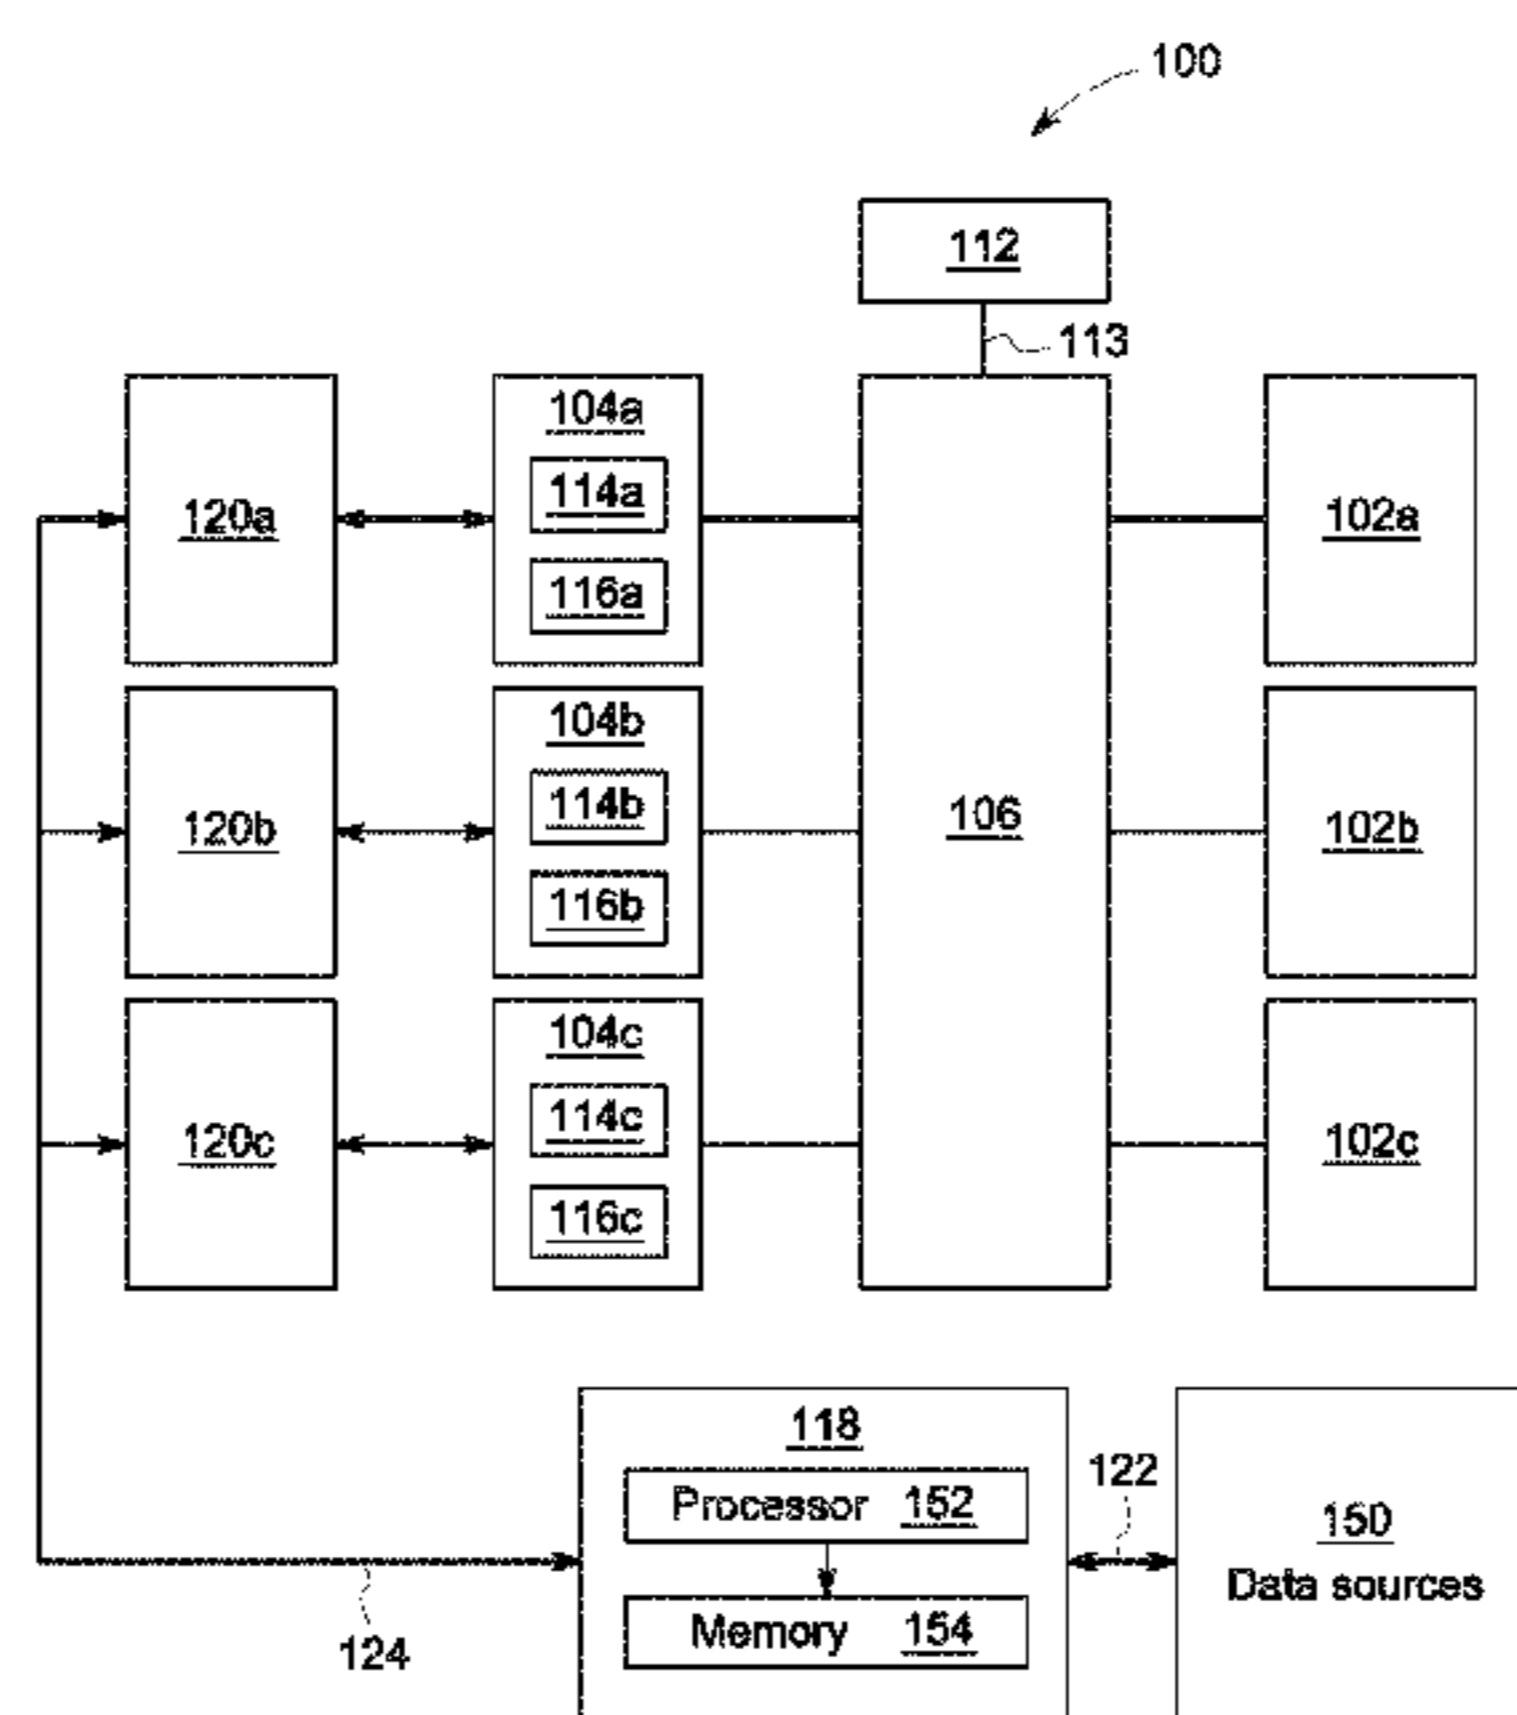 100
112
113
104a
114a
120a
102a
116a
104b
114b
106
120b
102b
116b
104c
114c
120c
102c
116c
118
122
Processor 152
150
Data sources
Memory 154
124